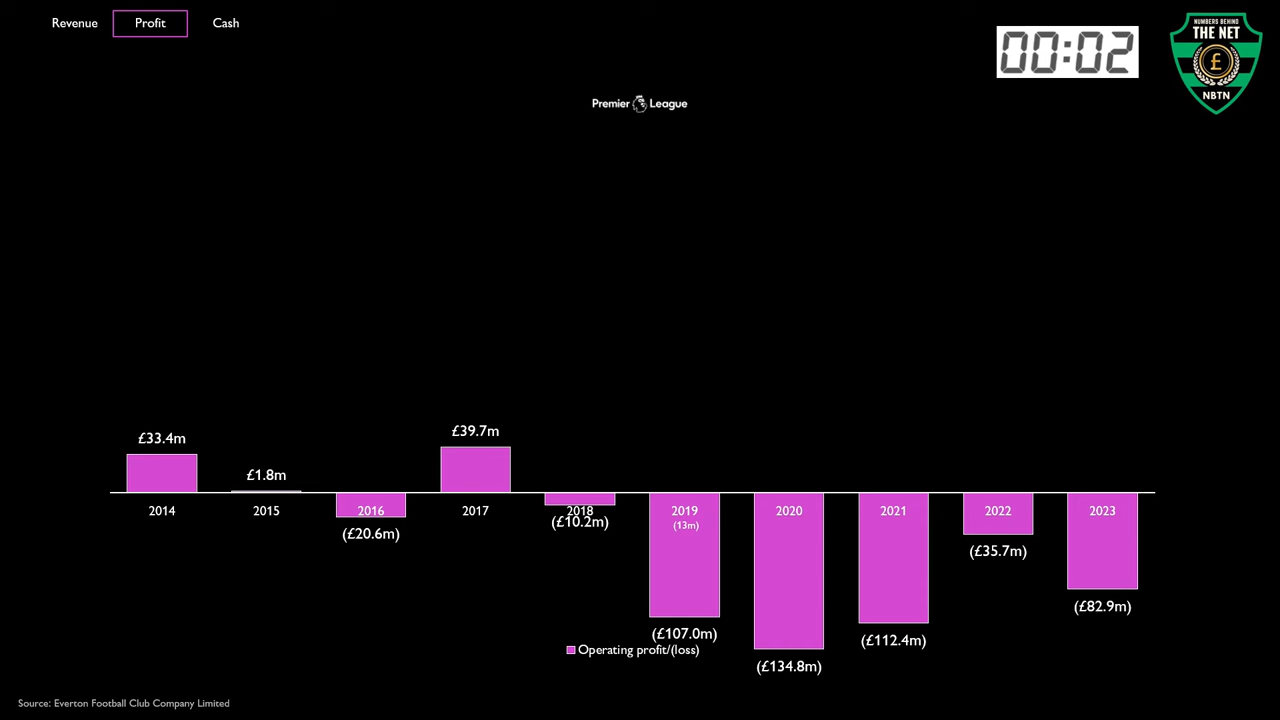 Revenue
Profit
Cash
00:02
NUMBERS BEHIND
THE NET
£
NBTN
Premier League
£33.4m
£1.8m
£39.7m
2014
2015
2016
2017
2018
2019
2020
2021
2022
2023
(13m)
(£20.6m)
(£10.2m)
(£107.0m)
(£134.8m)
(£112.4m)
(£35.7m)
(£82.9m)
Operating profit/(loss)
Source: Everton Football Club Company Limited